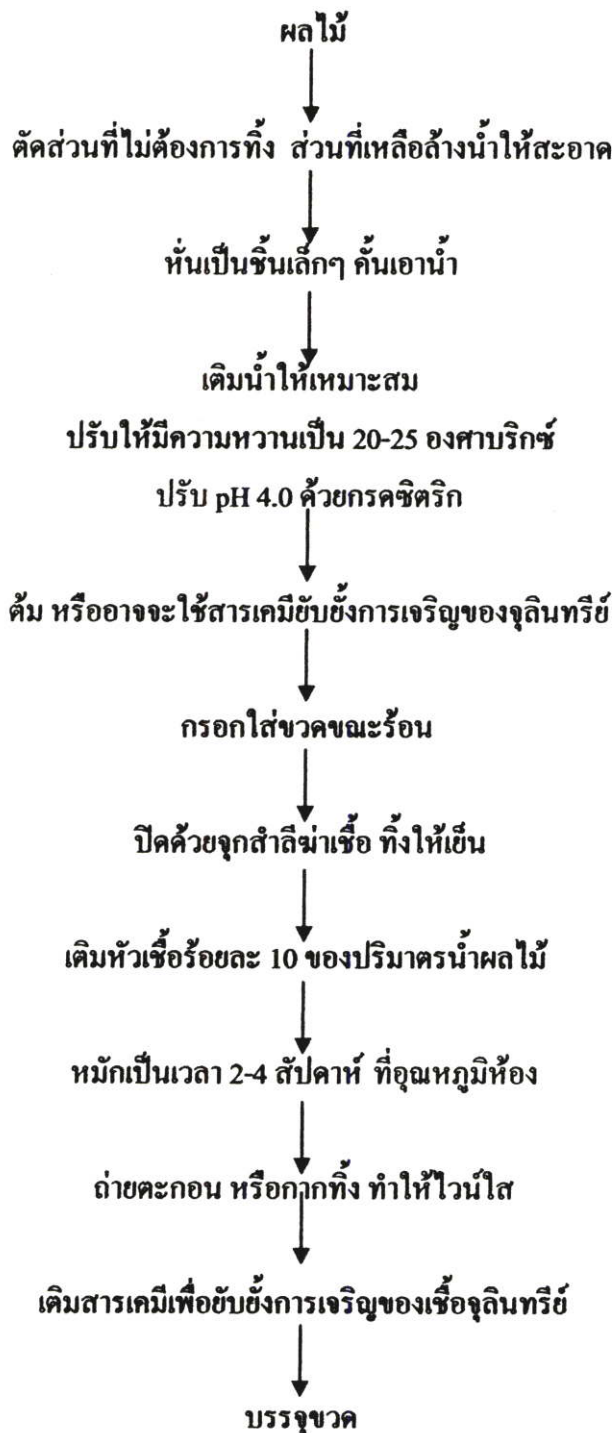 ผลไม้
ตัดส่วนที่ไม่ต้องการทิ้ง ส่วนที่เหลือล้างน้ำให้สะอาด
หั่นเป็นชิ้นเล็กๆ คั้นเอาน้ำ
เติมน้ำให้เหมาะสม
ปรับให้มีความหวานเป็น 20-25 องศาบริกซ์
ปรับ pH 4.0 ด้วยกรดซิตริก
ต้ม หรืออาจจะใช้สารเคมียับยั้งการเจริญของจุลินทรีย์
กรอกใส่ขวดขณะร้อน
ปิดด้วยจุกสำลีฆ่าเชื้อ ทิ้งให้เย็น
เติมหัวเชื้อร้อยละ 10 ของปริมาตรน้ำผลไม้
หมักเป็นเวลา 2-4 สัปดาห์ ที่อุณหภูมิห้อง
ถ่ายตะกอน หรือกากทิ้ง ทำให้ไวน์ใส
เติมสารเคมีเพื่อยับยั้งการเจริญของเชื้อจุลินทรีย์
บรรจุขวด